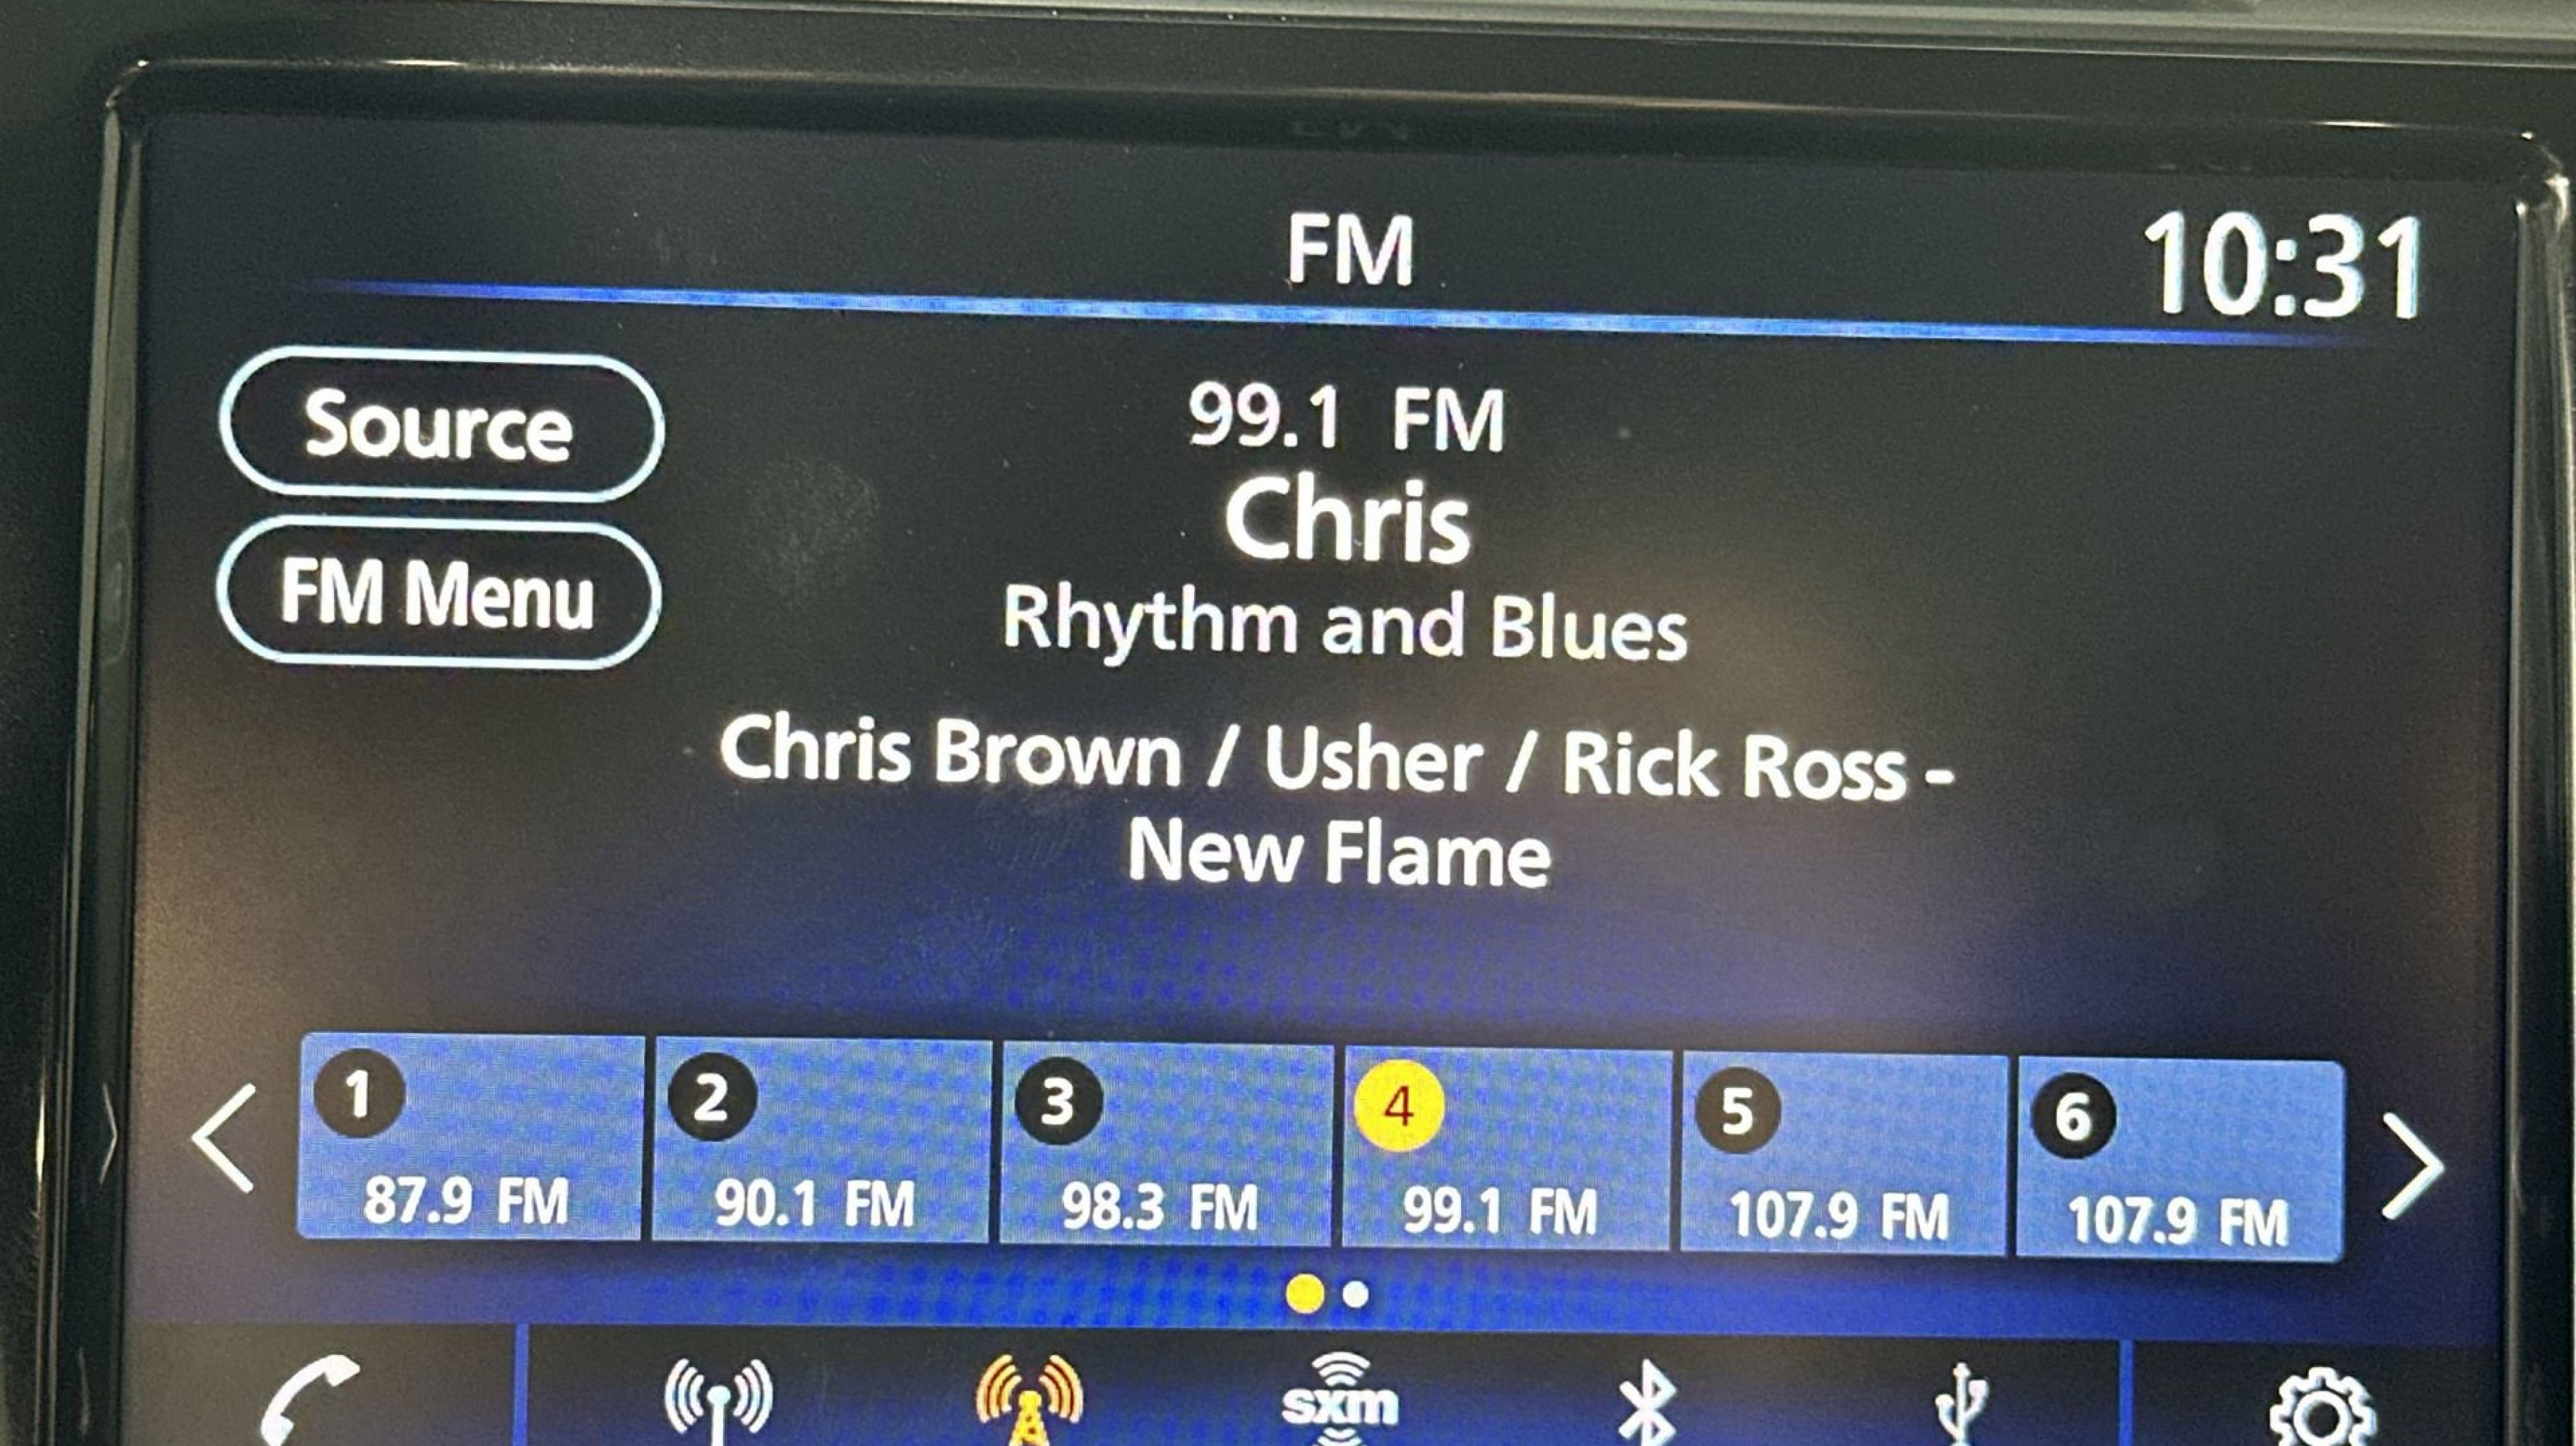 FM
10:31
Source
99.1 FM
Chris
FM Menu
Rhythm and Blues
Chris Brown / Usher / Rick Ross -
New Flame
1
2
3
4
5
6
87.9 FM
90.1 FM
98.3 FM
99.1 FM
107.9 FM
107.9 FM
sxm